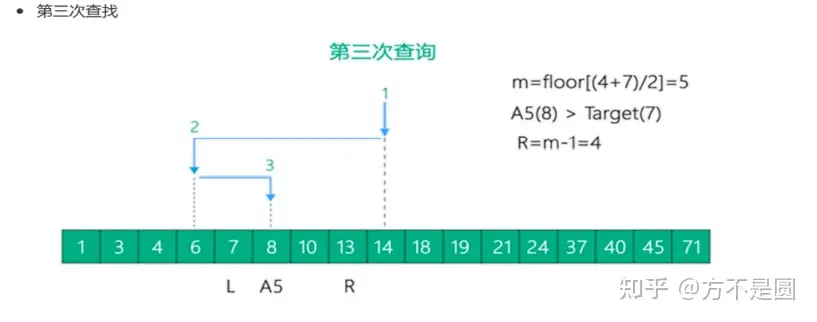 第三次查找
第三次查询
m=floor[(4+7)/2]=5
A5(8) > Target(7)
R=m-1=4
1
2
3
1 3 4 6 7 8 10 13 14 18 19 21 24 37 40 45 71
L A5 R
知乎 @方不是圆